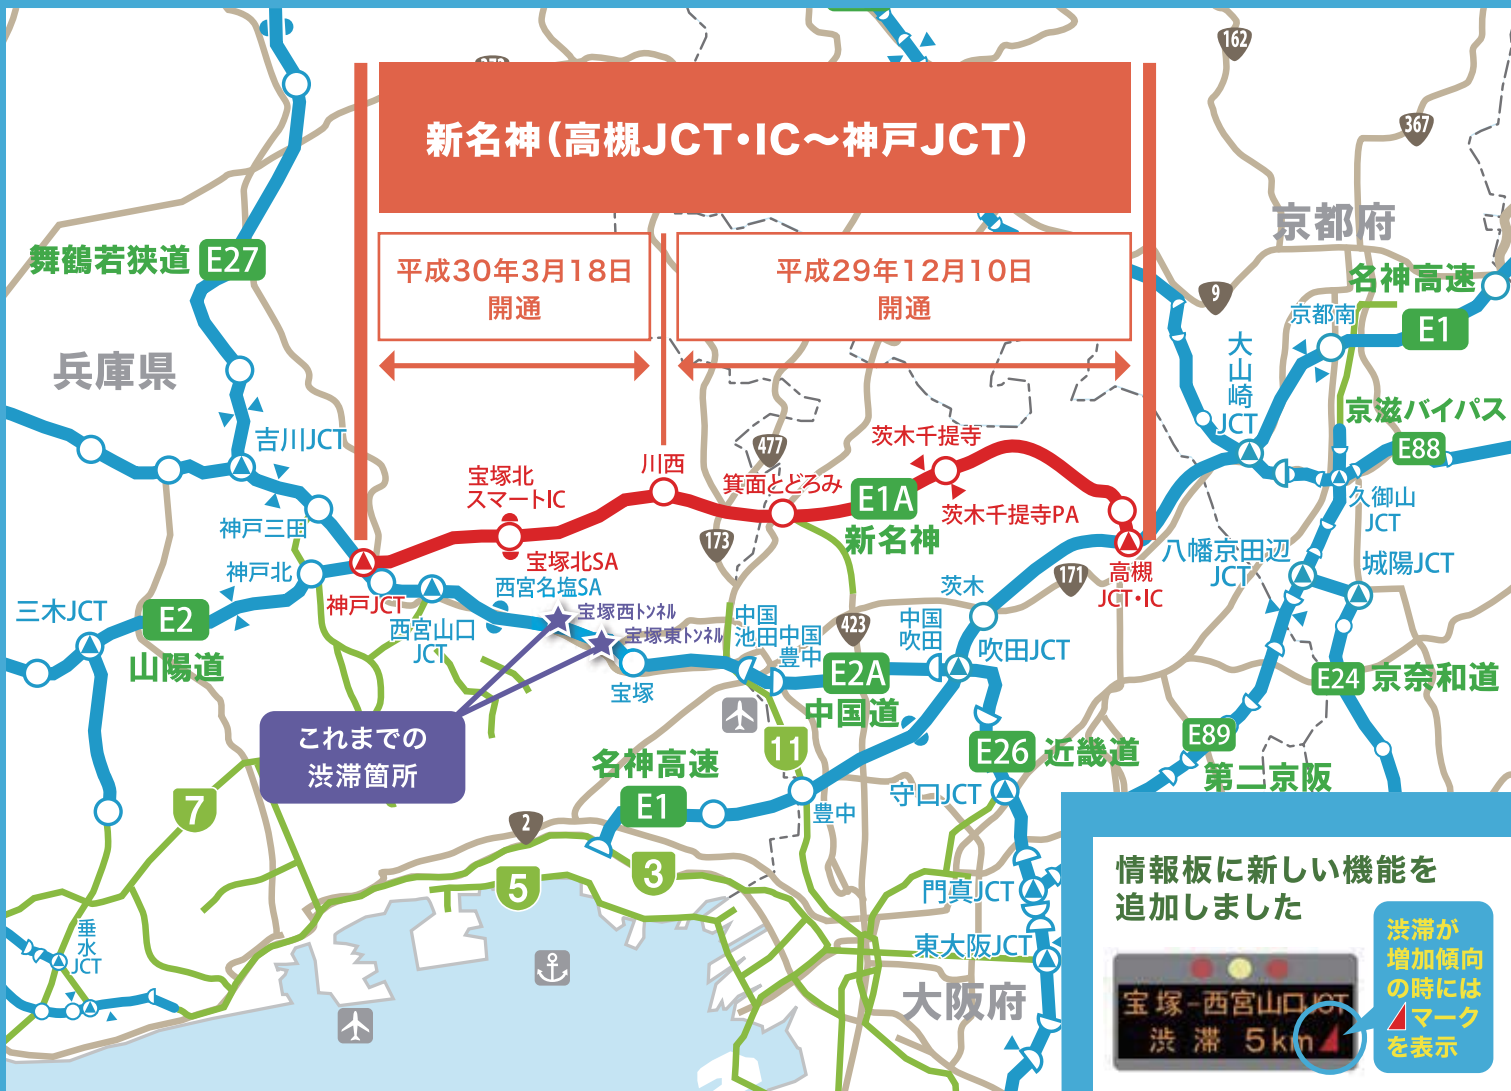 162
367
新名神(高槻JCT・IC～神戸JCT)
京都府
舞鶴若狭道 E27
平成30年3月18日
開通
平成29年12月10日
開通
9
名神高速
E1
京都南
兵庫県
大山崎
JCT
京滋バイパス
E88
吉川JCT
477
茨木千提寺
川西
宝塚北
スマートIC
箕面とどろみ
E1A
新名神
茨木千提寺PA
久御山
JCT
神戸三田
173
宝塚北SA
八幡京田辺
JCT
城陽JCT
神戸北
西宮名塩SA
171
高槻
JCT・IC
茨木
三木JCT
E2
山陽道
神戸JCT
西宮山口
JCT
宝塚西トンネル
宝塚東トンネル
中国
池田
中国
豊中
423
中国
吹田
吹田JCT
宝塚
E2A
中国道
E24 京奈和道
これまでの
渋滞箇所
11
E26 近畿道
E89
第二京阪
名神高速
E1
守口JCT
豊中
7
2
3
5
門真JCT
東大阪JCT
大阪府
垂水
JCT
情報板に新しい機能を
追加しました
宝塚-西宮山口JCT
渋滞 5km
渋滞が
増加傾向
の時には
マーク
を表示